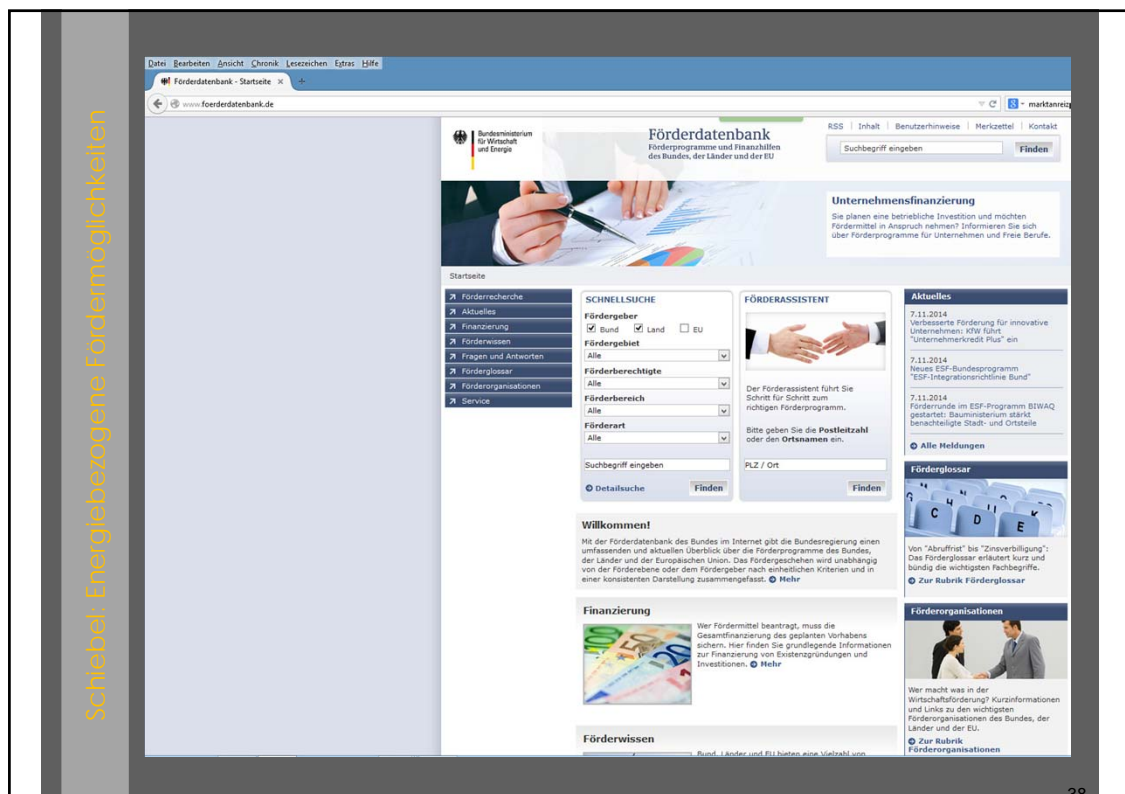 Schiebel: Energiebezogene Fördermöglichkeiten
Datei Bearbeiten Ansicht Chronik Lesezeichen Extras Hilfe
Förderdatenbank - Startseite
www.foerderdatenbank.de
Bundesministerium
für Wirtschaft
und Energie
Förderdatenbank
Förderprogramme und Finanzhilfen
des Bundes, der Länder und der EU
RSS | Inhalt | Benutzerhinweise | Merkzettel | Kontakt
Suchbegriff eingeben Finden
Unternehmensfinanzierung
Sie planen eine betriebliche Investition und möchten
Fördermittel in Anspruch nehmen? Informieren Sie sich
über Förderprogramme für Unternehmen und Freie Berufe.
Startseite
Förderrecherche
Aktuelles
Finanzierung
Förderwissen
Fragen und Antworten
Förderglossar
Förderorganisationen
Service
SCHNELLSUCHE
Fördergeber
Bund Land EU
Fördergebiet
Alle
Förderberechtigte
Alle
Förderbereich
Alle
Förderart
Alle
Suchbegriff eingeben
Detailsuche Finden
FÖRDERASSISTENT
Der Förderassistent führt Sie
Schritt für Schritt zum
richtigen Förderprogramm.
Bitte geben Sie die Postleitzahl
oder den Ortsnamen ein.
PLZ / Ort
Finden
Aktuelles
7.11.2014
Verbesserte Förderung für innovative
Unternehmen: KfW führt
"Unternehmerkredit Plus" ein
7.11.2014
Neues ESF-Bundesprogramm
"ESF-Integrationsrichtlinie Bund"
7.11.2014
Förderrunde im ESF-Programm BIWAQ
gestartet: Bauministerium stärkt
benachteiligte Stadt- und Ortsteile
Alle Meldungen
Förderglossar
C D E
Von "Abruffrist" bis "Zinsverbilligung":
Das Förderglossar erläutert kurz und
bündig die wichtigsten Fachbegriffe.
Zur Rubrik Förderglossar
Willkommen!
Mit der Förderdatenbank des Bundes im Internet gibt die Bundesregierung einen
umfassenden und aktuellen Überblick über die Förderprogramme des Bundes,
der Länder und der Europäischen Union. Das Fördergeschehen wird unabhängig
von der Förderebene oder dem Fördergeber nach einheitlichen Kriterien und in
einer konsistenten Darstellung zusammengefasst. Mehr
Finanzierung
100 50 20
Wer Fördermittel beantragt, muss die
Gesamtfinanzierung des geplanten Vorhabens
sichern. Hier finden Sie grundlegende Informationen
zur Finanzierung von Existenzgründungen und
Investitionen. Mehr
Förderorganisationen
Wer macht was in der
Wirtschaftsförderung? Kurzinformationen
und Links zu den wichtigsten
Förderorganisationen des Bundes, der
Länder und der EU.
Zur Rubrik
Förderorganisationen
Förderwissen
Bund, Länder und EU bieten eine Vielzahl von
38